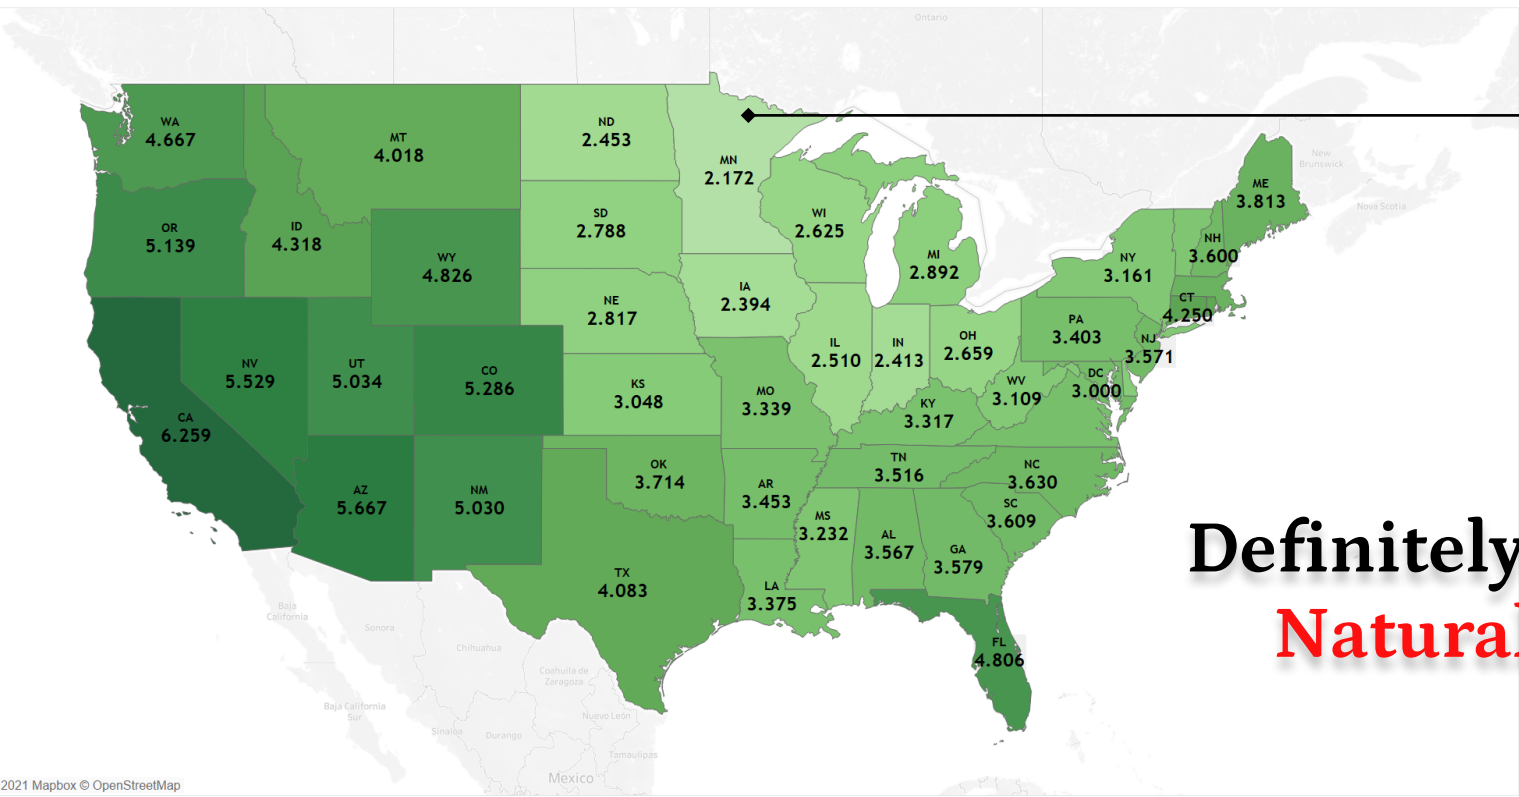 Ontario
WA
4.667
MT
4.018
ND
2.453
MN
2.172
New
Brunswick
Nova Scotia
ME
3.813
OR
5.139
ID
4.318
WY
4.826
SD
2.788
WI
2.625
MI
2.892
NY
3.161
NH
3.600
IA
2.394
NE
2.817
CT
4.250
PA
3.403
NJ
3.571
NV
5.529
UT
5.034
CO
5.286
IL
2.510
IN
2.413
OH
2.659
DC
3.000
WV
3.109
KS
3.048
MO
3.339
KY
3.317
CA
6.259
AZ
5.667
NM
5.030
OK
3.714
AR
3.453
TN
3.516
NC
3.630
SC
3.609
MS
3.232
AL
3.567
GA
3.579
TX
4.083
LA
3.375
FL
4.806
Definitely
Natural
Baja
California
Sonora
Chihuahua
Coahuila de
Zaragoza
Baja California
Sur
Nuevo León
Sinaloa
Durango
Tamaulipas
Mexico
2021 Mapbox © OpenStreetMap